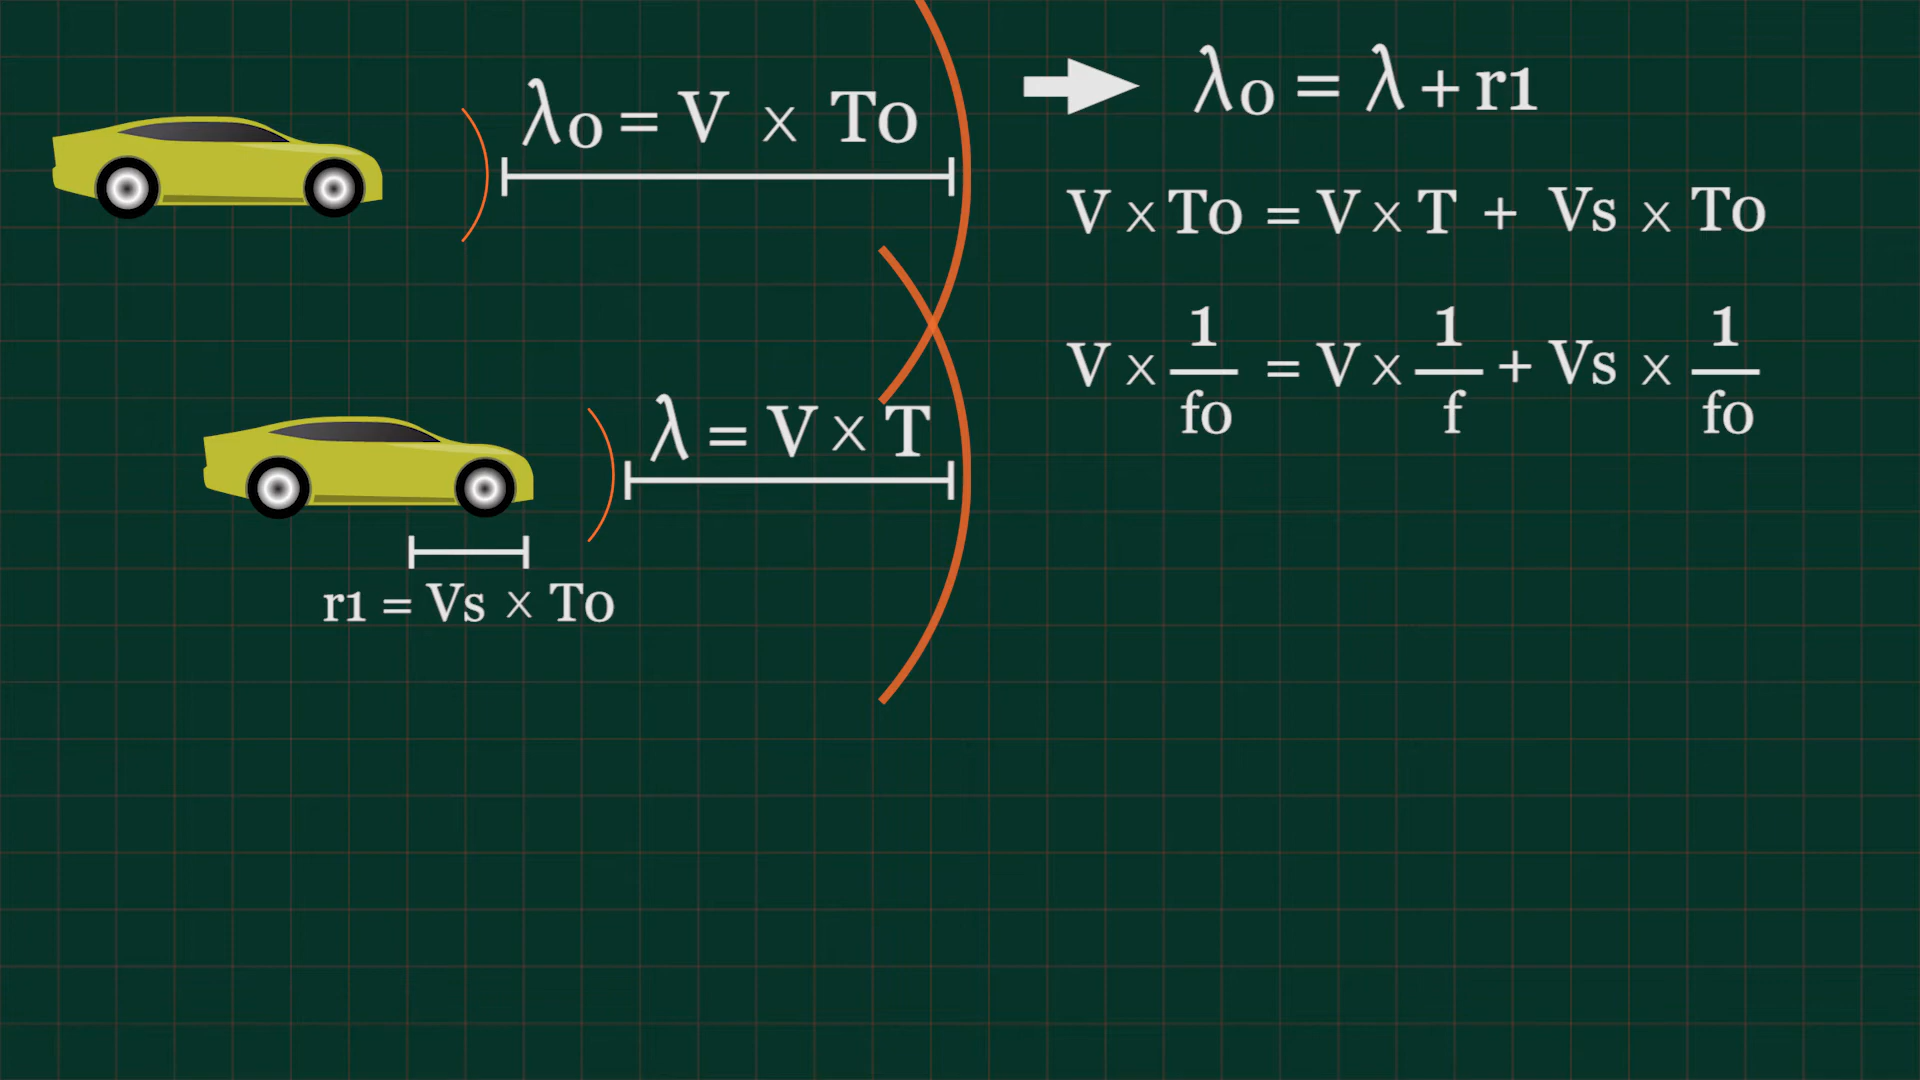 λo = V × To
λ = V × T
r1 = Vs × To
λo = λ + r1
V × To = V × T + Vs × To
V × 1/fo = V × 1/f + Vs × 1/fo